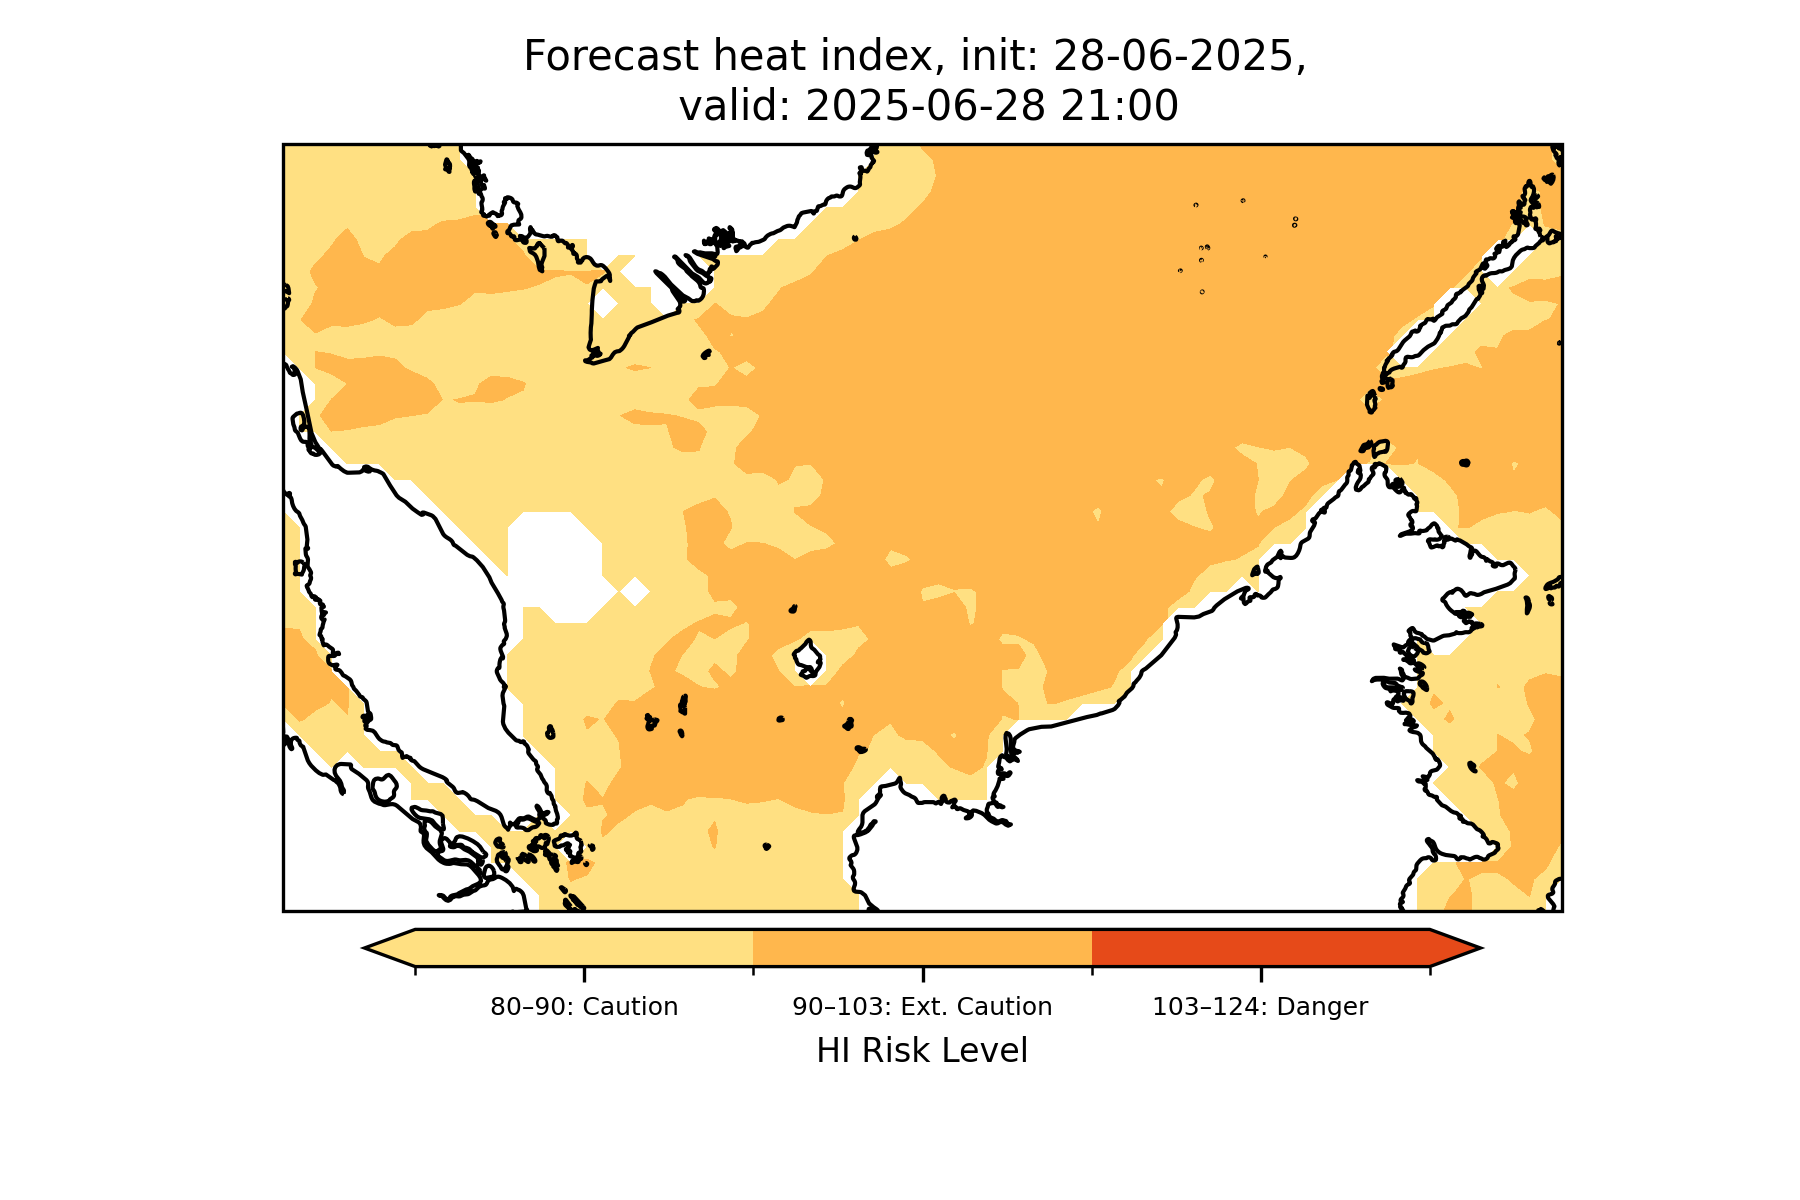 Forecast heat index, init: 28-06-2025,
valid: 2025-06-28 21:00
80–90: Caution
90–103: Ext. Caution
103–124: Danger
HI Risk Level